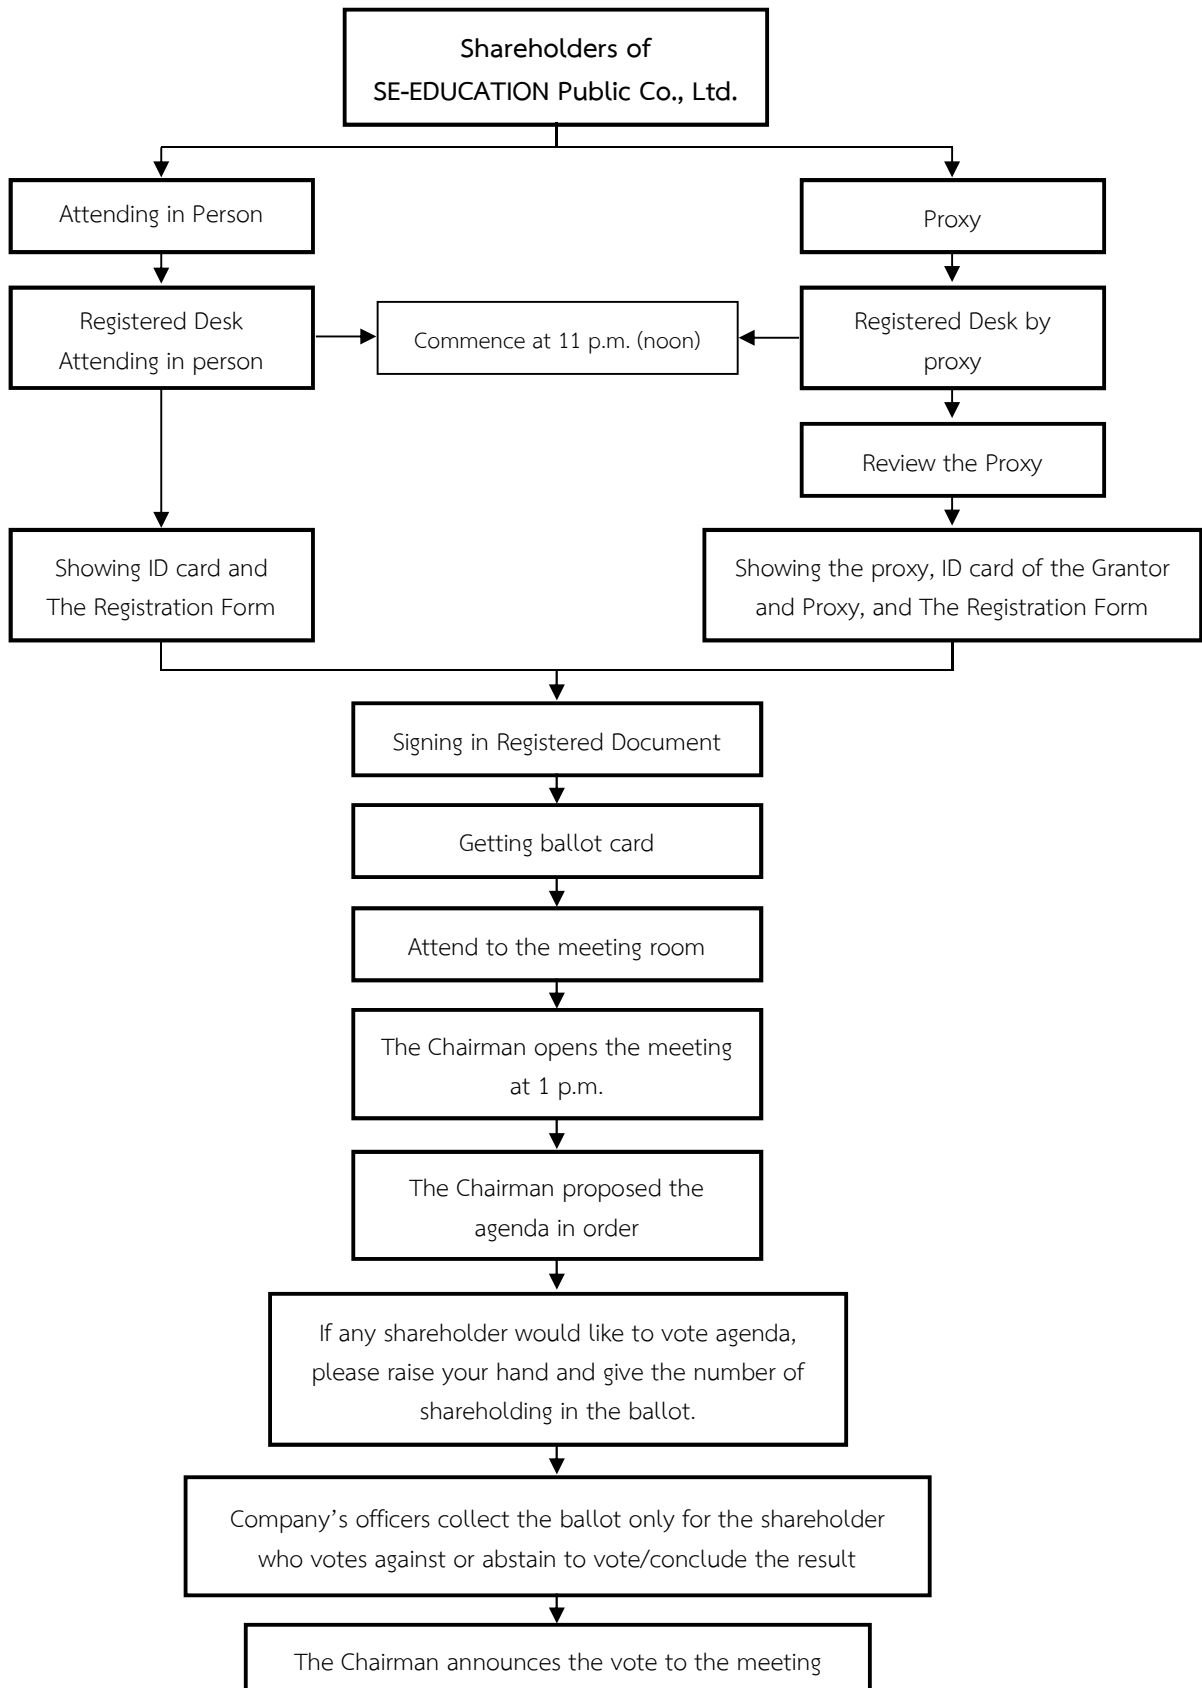 Shareholders of
SE-EDUCATION Public Co., Ltd.
Attending in Person
Proxy
Registered Desk
Attending in person
Commence at 11 p.m. (noon)
Registered Desk by
proxy
Review the Proxy
Showing ID card and
The Registration Form
Showing the proxy, ID card of the Grantor
and Proxy, and The Registration Form
Signing in Registered Document
Getting ballot card
Attend to the meeting room
The Chairman opens the meeting
at 1 p.m.
The Chairman proposed the
agenda in order
If any shareholder would like to vote agenda,
please raise your hand and give the number of
shareholding in the ballot.
Company’s officers collect the ballot only for the shareholder
who votes against or abstain to vote/conclude the result
The Chairman announces the vote to the meeting